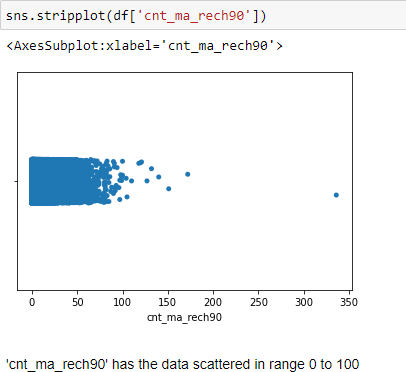 sns.stripplot(df['cnt_ma_rech90'])
<AxesSubplot:xlabel='cnt_ma_rech90'>
0 50 100 150 200 250 300 350
cnt_ma_rech90
'cnt_ma_rech90' has the data scattered in range 0 to 100